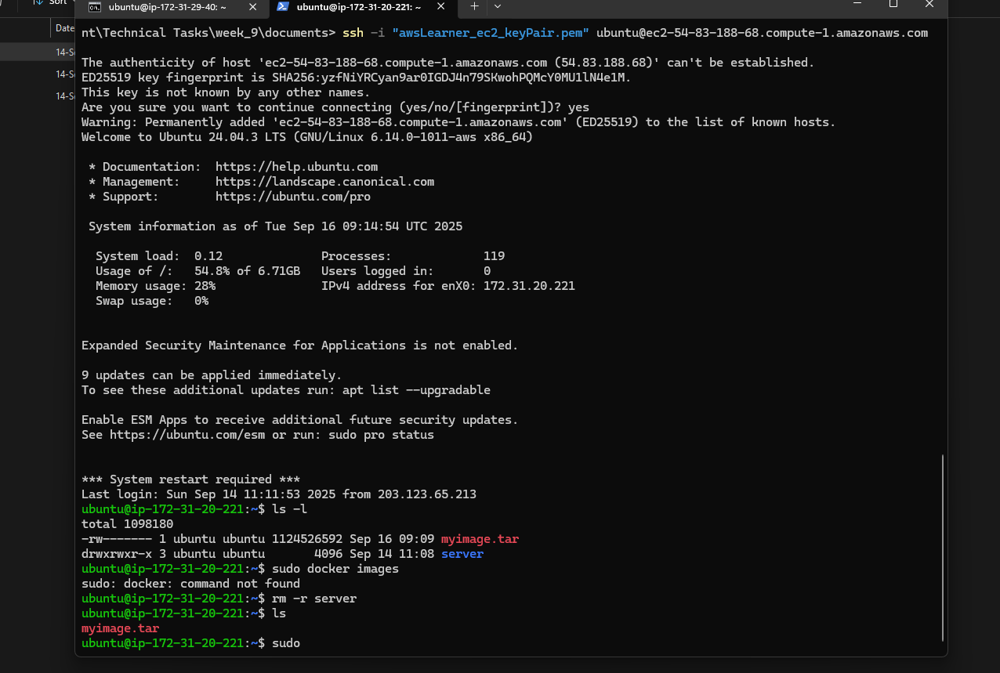 Sort
ubuntu@ip-172-31-29-40: ~
ubuntu@ip-172-31-20-221: ~
Date
14-S
14-S
14-S
nt\Technical Tasks\week_9\documents> ssh -i "awsLearner_ec2_keyPair.pem" ubuntu@ec2-54-83-188-68.compute-1.amazonaws.com
The authenticity of host 'ec2-54-83-188-68.compute-1.amazonaws.com (54.83.188.68)' can't be established.
ED25519 key fingerprint is SHA256:yzfNiYRCyan9ar0IGDJ4n79SKwohPQMcY0MU1lN4e1M.
This key is not known by any other names.
Are you sure you want to continue connecting (yes/no/[fingerprint])? yes
Warning: Permanently added 'ec2-54-83-188-68.compute-1.amazonaws.com' (ED25519) to the list of known hosts.
Welcome to Ubuntu 24.04.3 LTS (GNU/Linux 6.14.0-1011-aws x86_64)
* Documentation:  https://help.ubuntu.com
* Management:     https://landscape.canonical.com
* Support:        https://ubuntu.com/pro
System information as of Tue Sep 16 09:14:54 UTC 2025
System load:  0.12              Processes:             119
Usage of /:   54.8% of 6.71GB   Users logged in:       0
Memory usage: 28%               IPv4 address for enX0: 172.31.20.221
Swap usage:   0%
Expanded Security Maintenance for Applications is not enabled.
9 updates can be applied immediately.
To see these additional updates run: apt list --upgradable
Enable ESM Apps to receive additional future security updates.
See https://ubuntu.com/esm or run: sudo pro status
*** System restart required ***
Last login: Sun Sep 14 11:11:53 2025 from 203.123.65.213
ubuntu@ip-172-31-20-221:~$ ls -l
total 1098180
-rw------- 1 ubuntu ubuntu 1124526592 Sep 16 09:09 myimage.tar
drwxrwxr-x 3 ubuntu ubuntu       4096 Sep 14 11:08 server
ubuntu@ip-172-31-20-221:~$ sudo docker images
sudo: docker: command not found
ubuntu@ip-172-31-20-221:~$ rm -r server
ubuntu@ip-172-31-20-221:~$ ls
myimage.tar
ubuntu@ip-172-31-20-221:~$ sudo